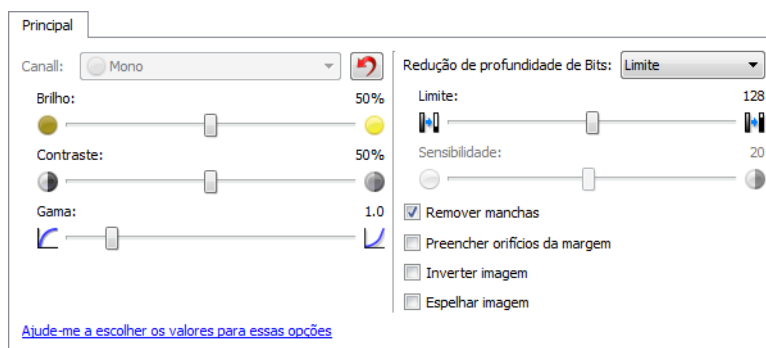 Principal
Canall: Mono
Brilho: 50%
Contraste: 50%
Gama: 1.0
Ajude-me a escolher os valores para essas opções
Redução de profundidade de Bits: Limite
Limite: 128
Sensibilidade: 20
Remover manchas
Preencher orifícios da margem
Inverter imagem
Espelhar imagem